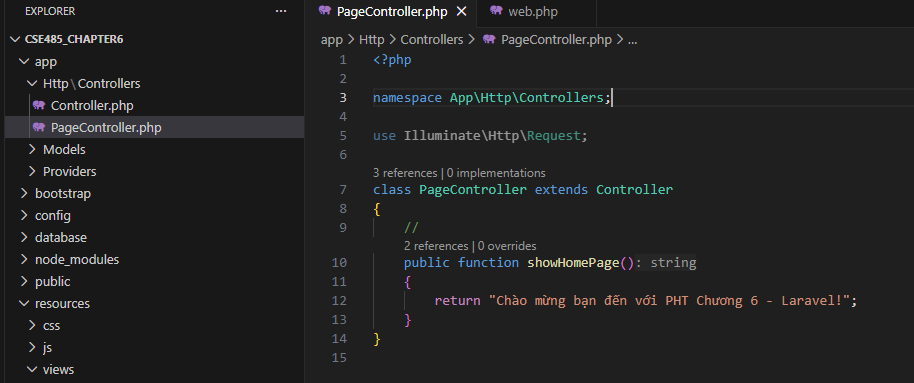 EXPLORER
···
CSE485_CHAPTER6
app
Http\Controllers
Controller.php
PageController.php
Models
Providers
bootstrap
config
database
node_modules
public
resources
css
js
views
PageController.php
web.php
app > Http > Controllers > PageController.php > ...
1 <?php
2
3 namespace App\Http\Controllers;
4
5 use Illuminate\Http\Request;
6
3 references | 0 implementations
7 class PageController extends Controller
8 {
9 //
2 references | 0 overrides
10 public function showHomePage(): string
11 {
12 return "Chào mừng bạn đến với PHT Chương 6 - Laravel!";
13 }
14 }
15